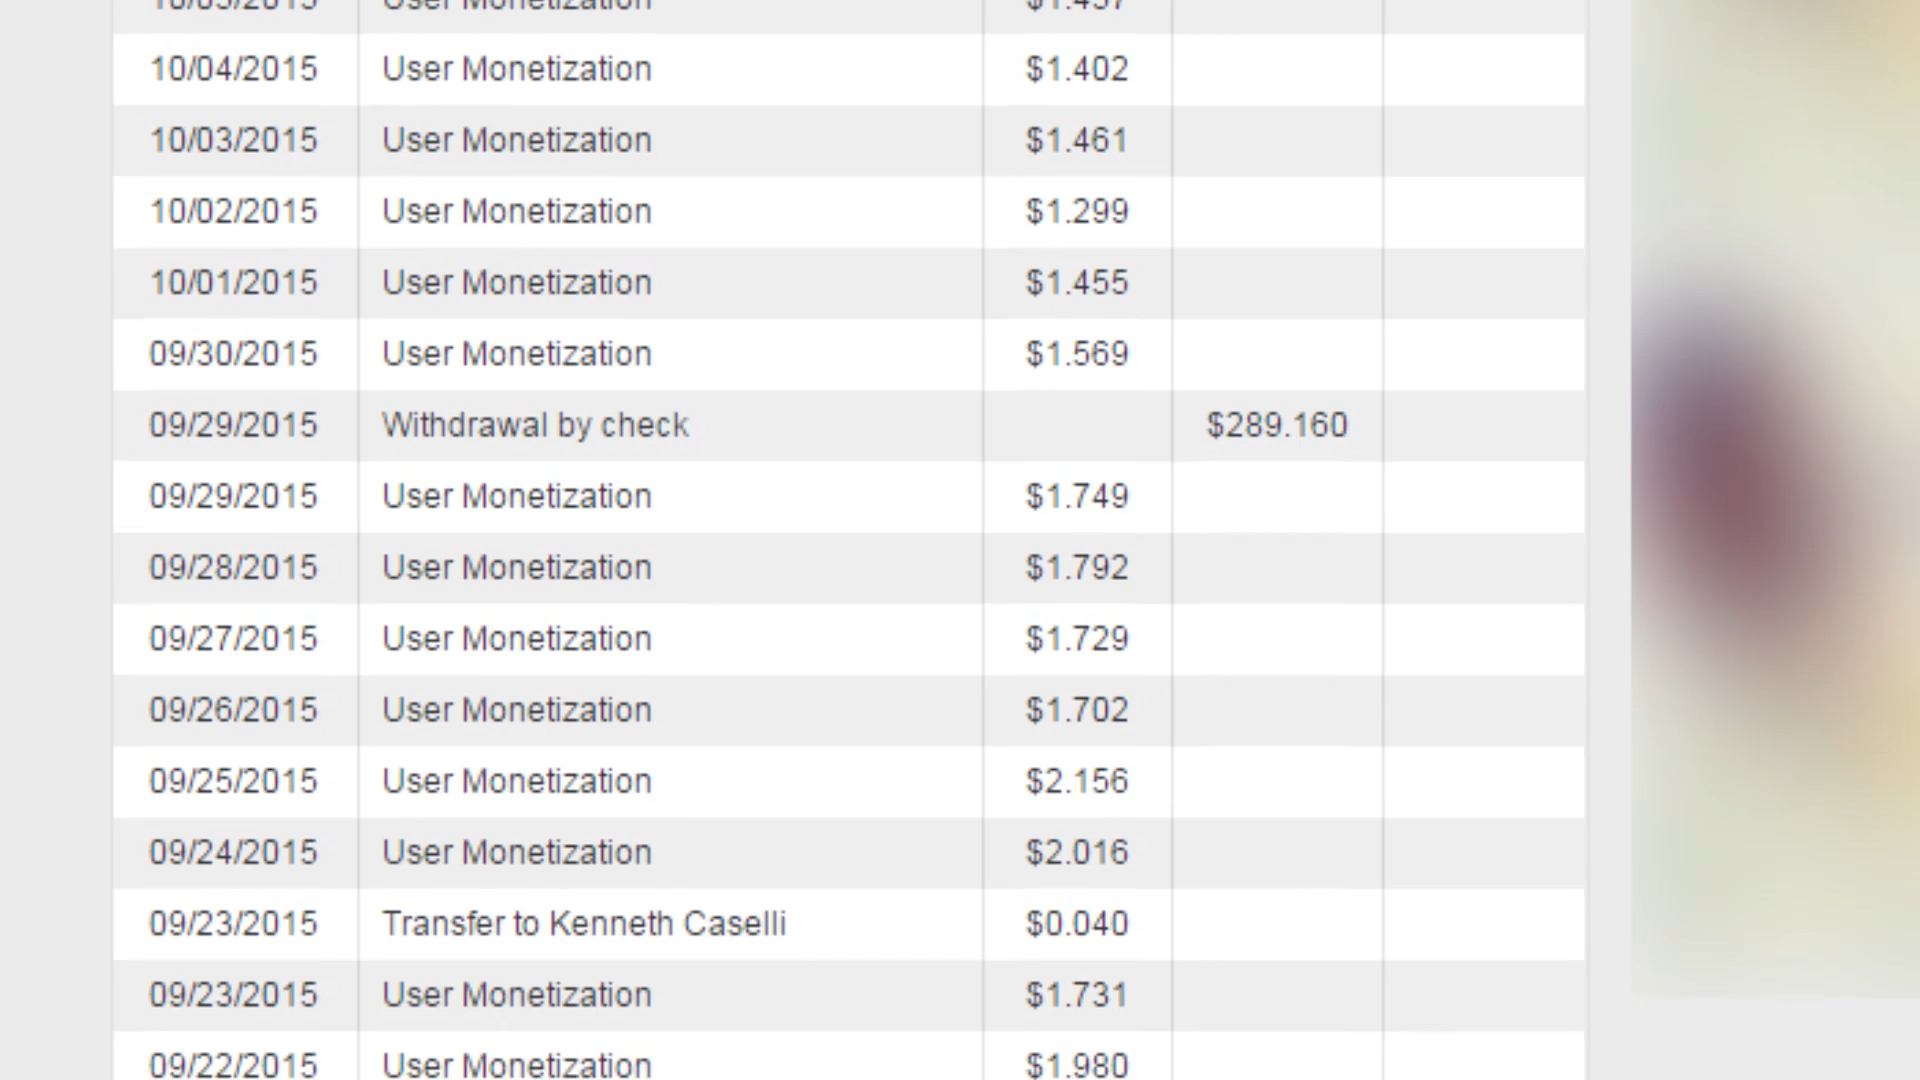 10/04/2015 User Monetization $1.402
10/03/2015 User Monetization $1.461
10/02/2015 User Monetization $1.299
10/01/2015 User Monetization $1.455
09/30/2015 User Monetization $1.569
09/29/2015 Withdrawal by check $289.160
09/29/2015 User Monetization $1.749
09/28/2015 User Monetization $1.792
09/27/2015 User Monetization $1.729
09/26/2015 User Monetization $1.702
09/25/2015 User Monetization $2.156
09/24/2015 User Monetization $2.016
09/23/2015 Transfer to Kenneth Caselli $0.040
09/23/2015 User Monetization $1.731
09/22/2015 User Monetization $1.980